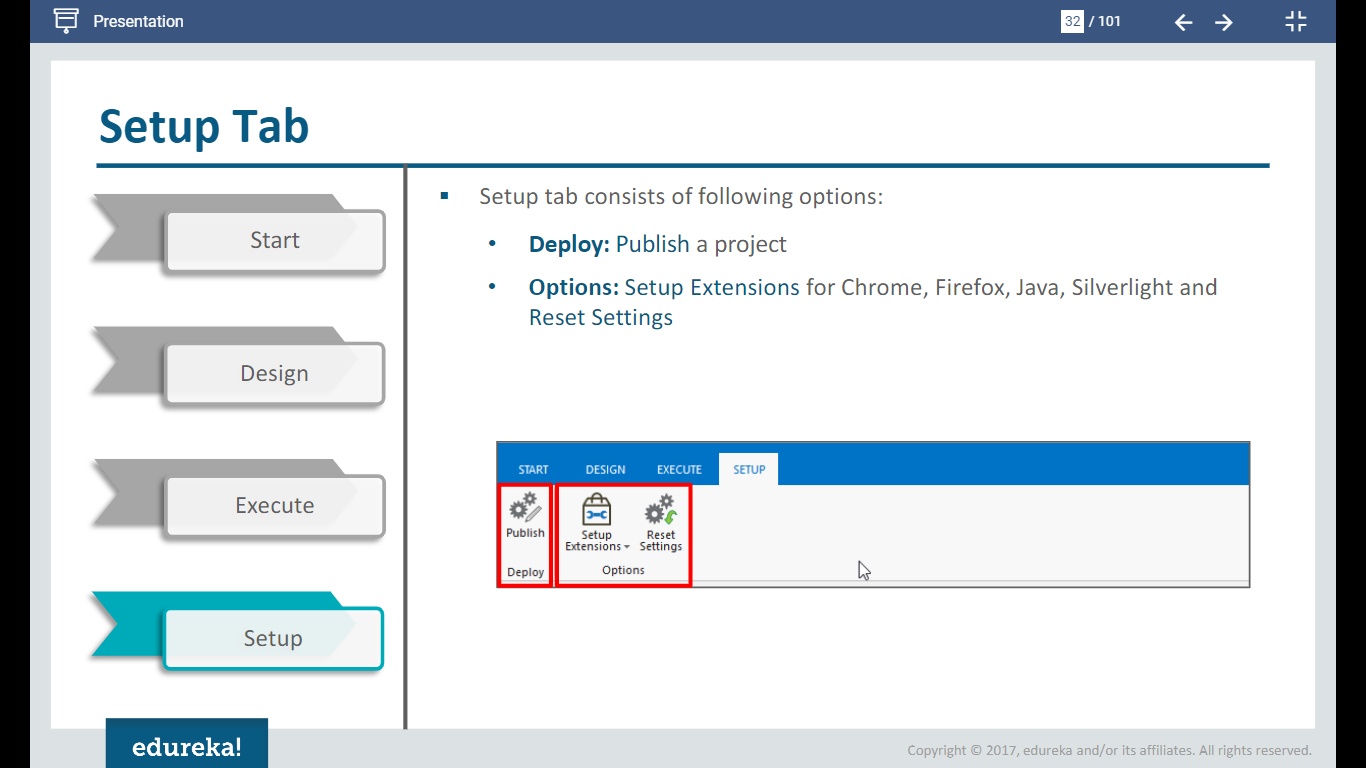 Presentation
32 / 101
Setup Tab
Start
Design
Execute
Setup
▪ Setup tab consists of following options:
• Deploy: Publish a project
• Options: Setup Extensions for Chrome, Firefox, Java, Silverlight and
Reset Settings
START DESIGN EXECUTE SETUP
Publish
Deploy
Setup
Extensions
Reset
Settings
Options
edureka!
Copyright © 2017, edureka and/or its affiliates. All rights reserved.